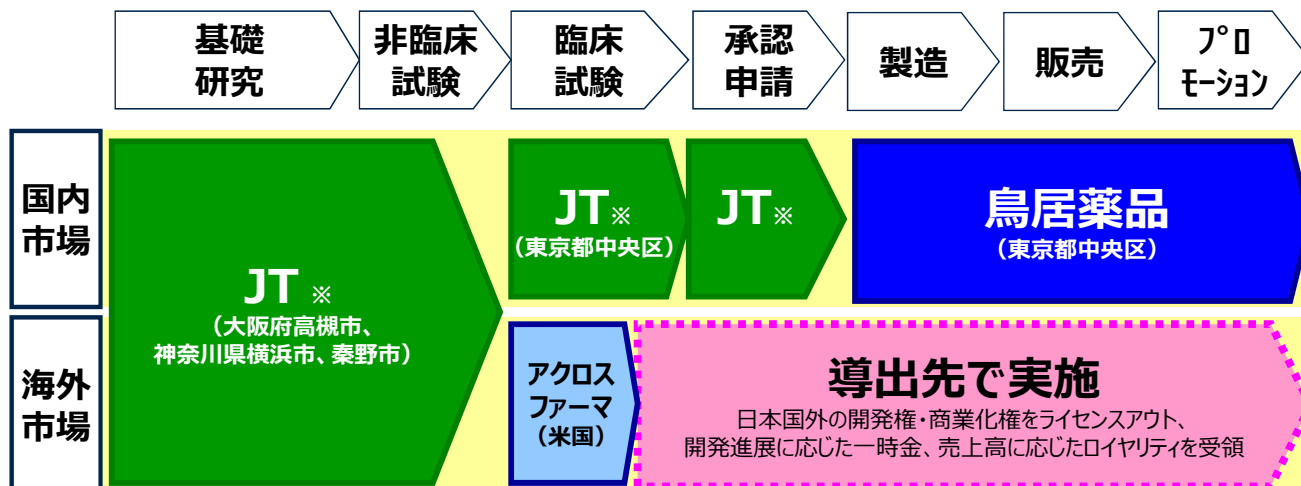 基礎
研究
非臨床
試験
臨床
試験
承認
申請
製造
販売
プロ
モーション
国内
市場
JT※
(東京都中央区)
JT※
鳥居薬品
(東京都中央区)
JT ※
(大阪府高槻市、
神奈川県横浜市、秦野市)
海外
市場
アクロス
ファーマ
(米国)
導出先で実施
日本国外の開発権・商業化権をライセンスアウト、
開発進展に応じた一時金、売上高に応じたロイヤリティを受領